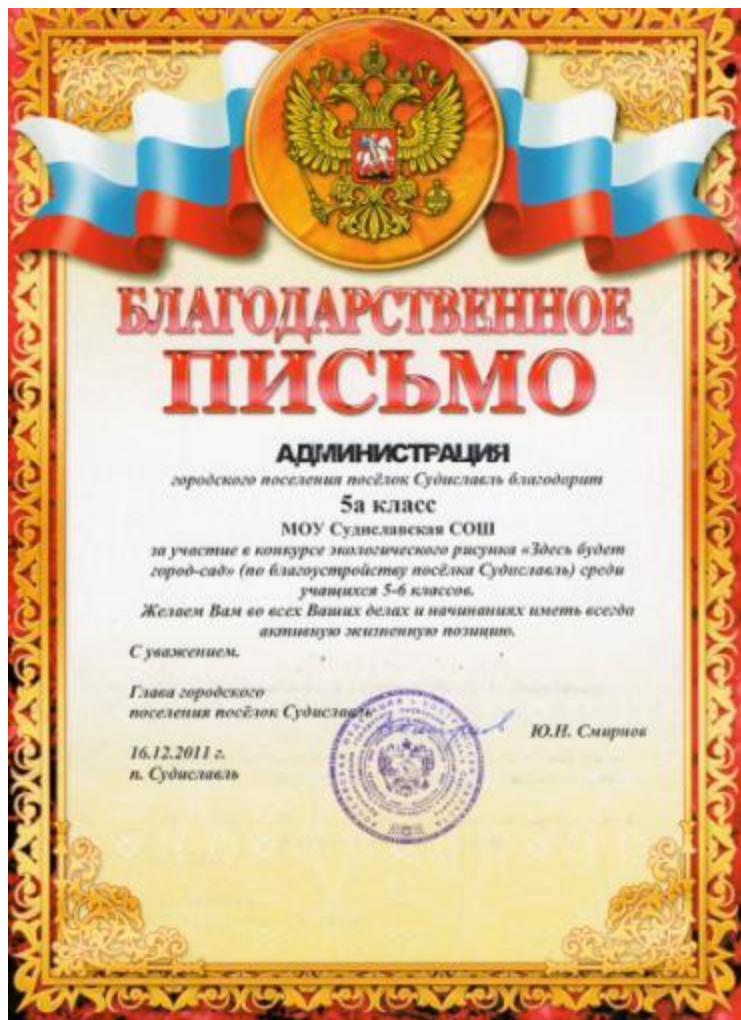 БЛАГОДАРСТВЕННОЕ
ПИСЬМО
АДМИНИСТРАЦИЯ
городского поселения посёлок Судиславль благодарит
5а класс
МОУ Судиславская СОШ
за участие в конкурсе экологического рисунка «Здесь будет
город-сад» (по благоустройству посёлка Судиславль) среди
учащихся 5-6 классов.
Желаем Вам во всех Ваших делах и начинаниях иметь всегда
активную жизненную позицию.
С уважением.
Глава городского
поселения посёлок Судиславль
Ю.Н. Смирнов
16.12.2011 г.
п. Судиславль